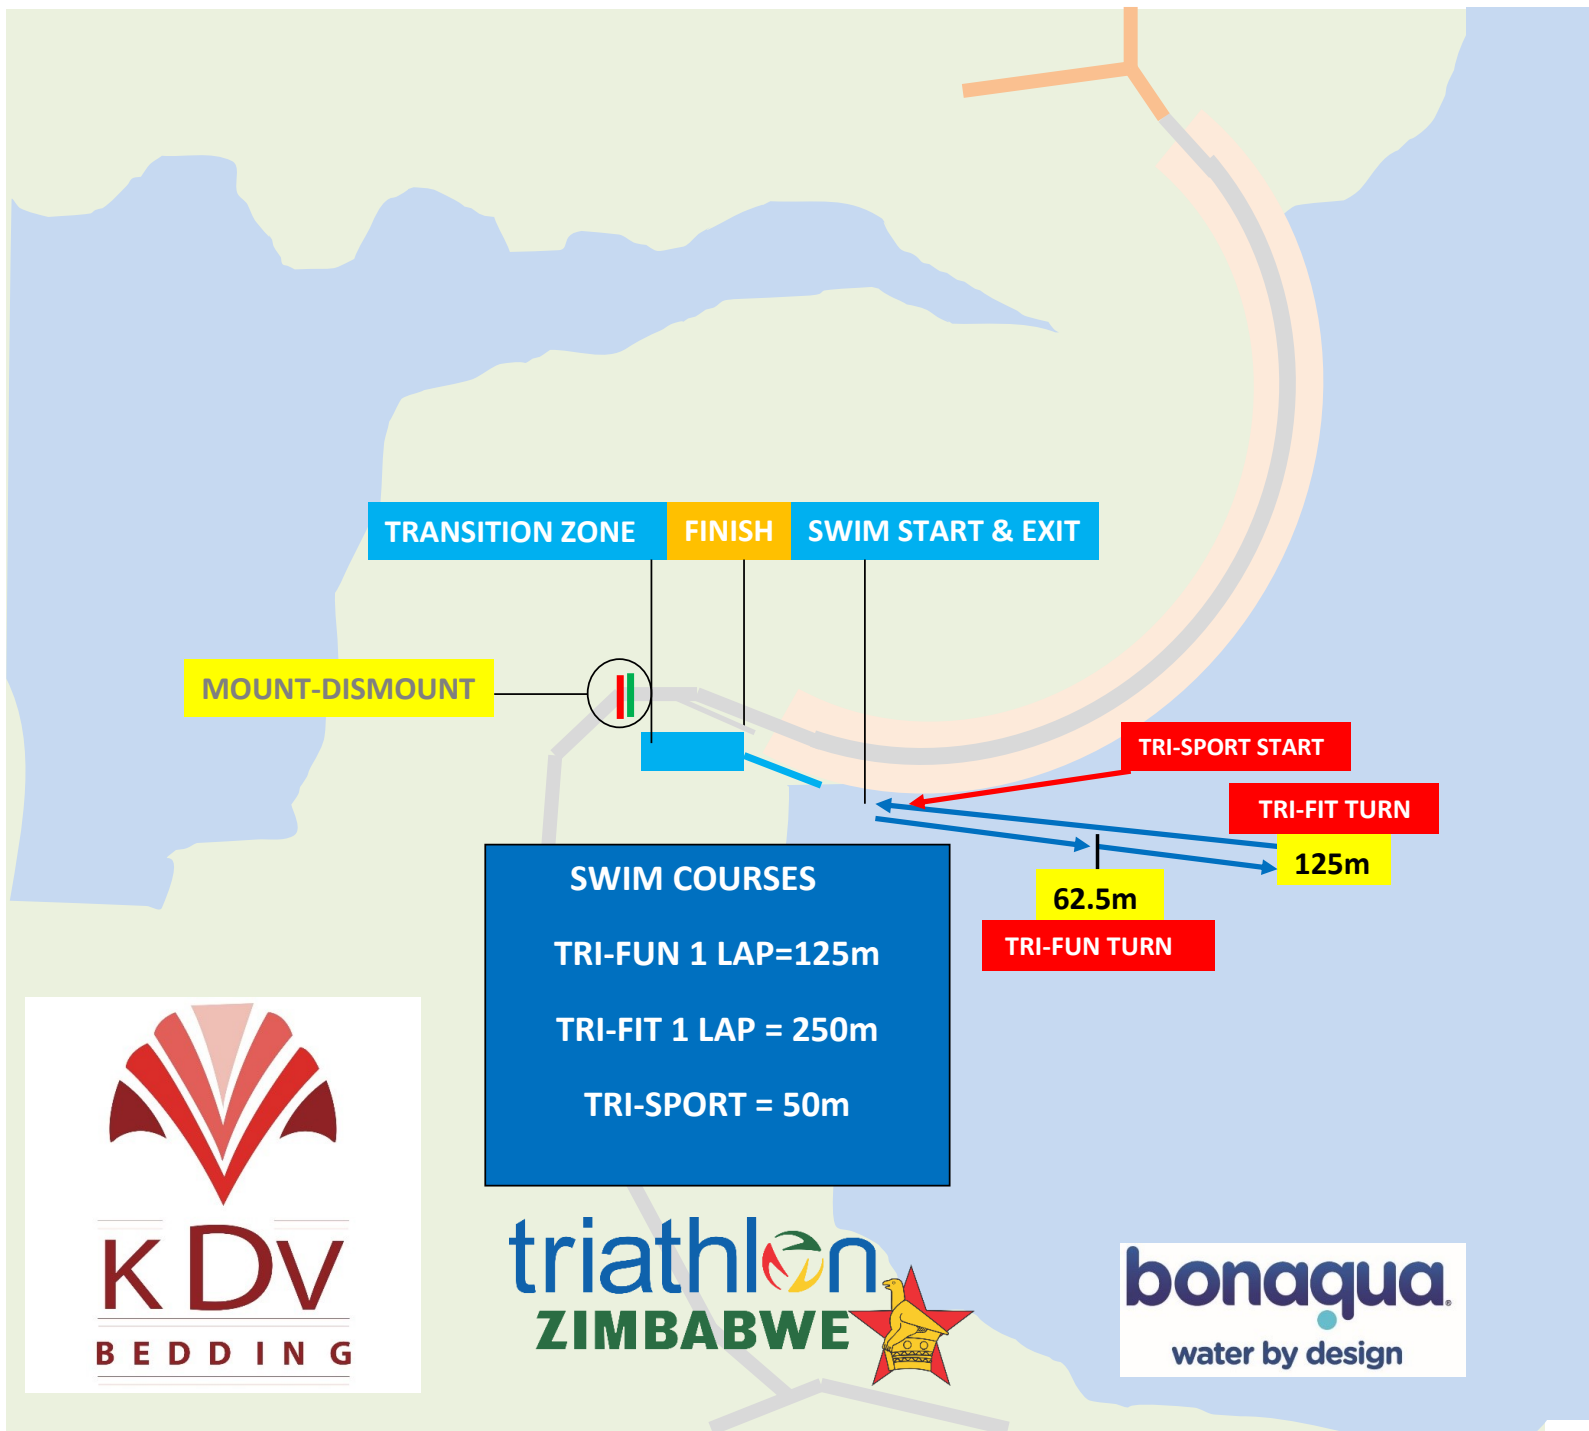 TRANSITION ZONE
FINISH
SWIM START & EXIT
MOUNT-DISMOUNT
TRI-SPORT START
TRI-FIT TURN
125m
62.5m
TRI-FUN TURN
SWIM COURSES
TRI-FUN 1 LAP=125m
TRI-FIT 1 LAP = 250m
TRI-SPORT = 50m
KDV
BEDDING
triathlon
ZIMBABWE
bonaqua®
water by design